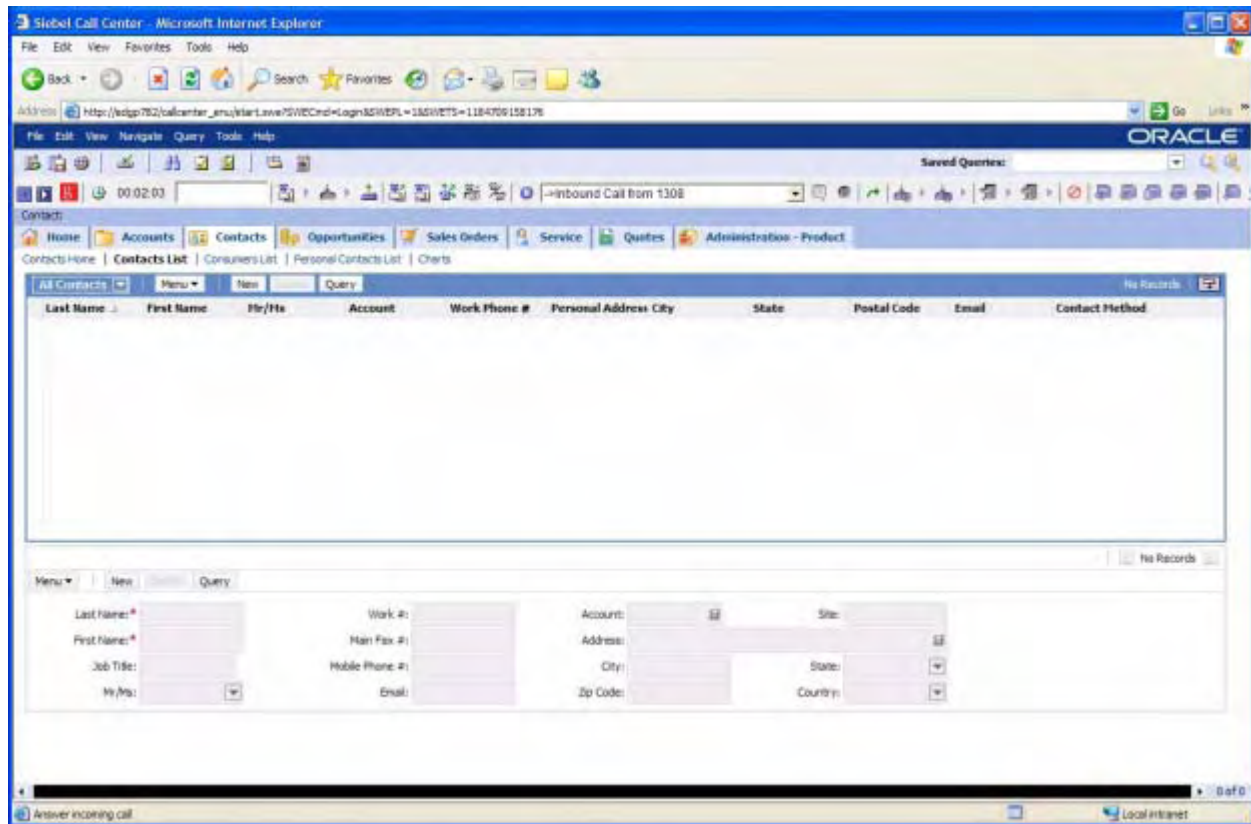 Siebel Call Center - Microsoft Internet Explorer
File Edit View Favorites Tools Help
Back Search Favorites
Address Go Links
File Edit View Navigate Query Tools Help ORACLE
Saved Queries:
00:02:03 ->Inbound Call from 1308
Contact:
Home Accounts Contacts Opportunities Sales Orders Service Quotes Administration - Product
Contacts Home | Contacts List | Consumers List | Personal Contacts List | Charts
All Contacts Menu New Query No Records
Last Name First Name Mr/Ms Account Work Phone # Personal Address City State Postal Code Email Contact Method
No Records
Menu New Query
Last Name:* Work #: Account: Site:
First Name:* Main Fax #: Address:
Job Title: Mobile Phone #: City: State:
Mr/Ms: Email: Zip Code: Country:
0 of 0
Answer incoming call Local intranet